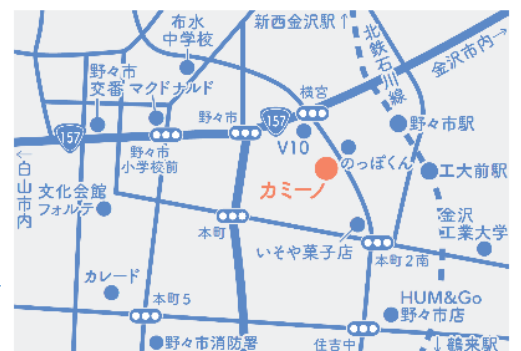 布水
中学校
新西金沢駅↑
北鉄石川線
金沢市内→
野々市
交番
マクドナルド
横宮
157
野々市
157
野々市
小学校前
V10
のっぽくん
野々市駅
工大前駅
←白山市内
文化会館
フォルテ
カミーノ
金沢
工業大学
本町
いそや菓子店
本町2南
カレード
本町5
HUM&Go
野々市店
野々市消防署
住吉中
↓鶴来駅